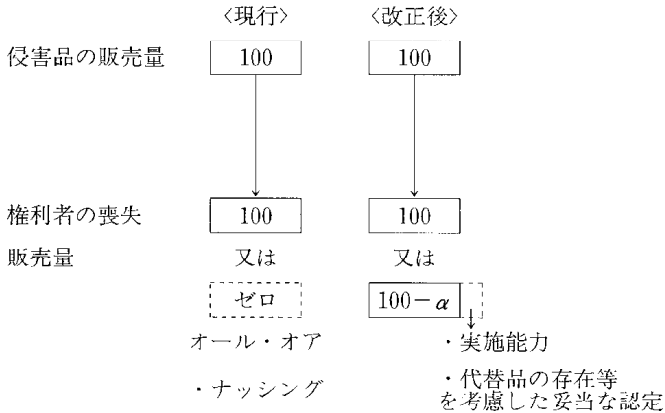 〈現行〉 〈改正後〉
侵害品の販売量 100 100
権利者の喪失 100 100
販売量 又は 又は
ゼロ 100－α
オール・オア ・実施能力
・ナッシング ・代替品の存在等
を考慮した妥当な認定